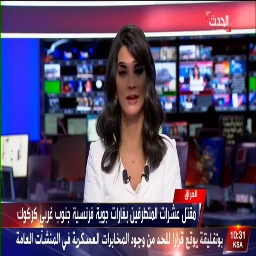 الحدث
العراق
مقتل عشرات المتطرفين بغارات جوية فرنسية جنوب غربي كركوك
10:31
KSA
بوتفليقة يوقع قرارا للحد من وجود المخابرات العسكرية في المنشآت العامة